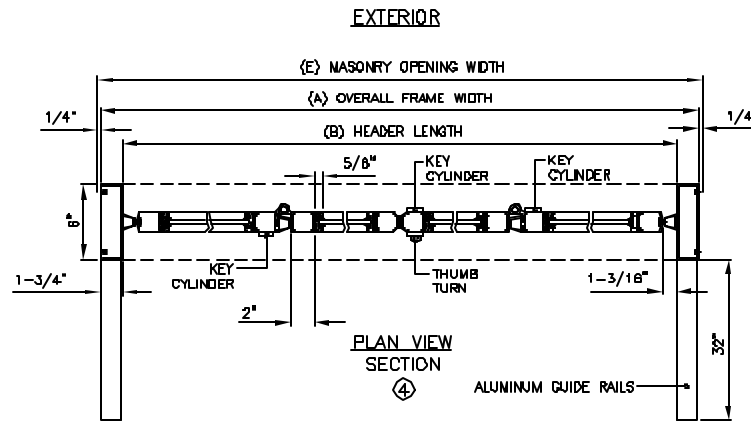 EXTERIOR
(E) MASONRY OPENING WIDTH
(A) OVERALL FRAME WIDTH
1/4"
1/4"
(B) HEADER LENGTH
5/8"
KEY
CYLINDER
KEY
CYLINDER
6"
KEY
CYLINDER
THUMB
TURN
1-3/4"
1-3/16"
2"
PLAN VIEW
SECTION
4
32"
ALUMINUM GUIDE RAILS